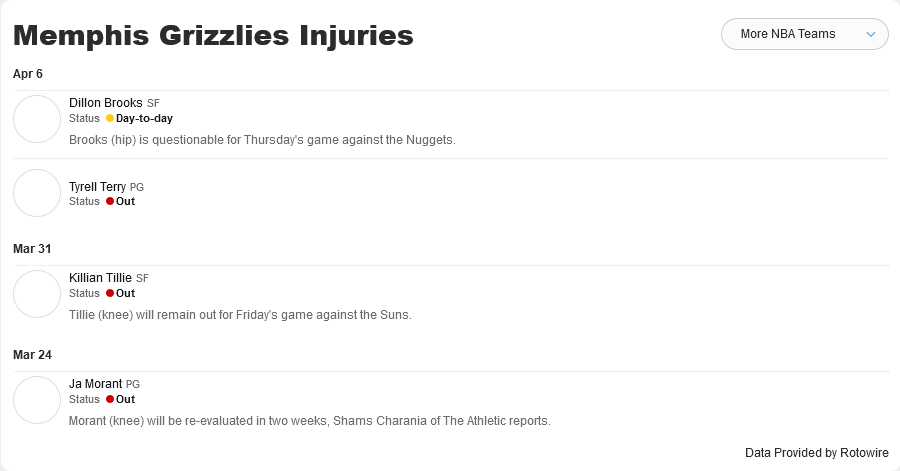 Memphis Grizzlies Injuries
More NBA Teams
Apr 6
Dillon Brooks SF
Status Day-to-day
Brooks (hip) is questionable for Thursday's game against the Nuggets.
Tyrell Terry PG
Status Out
Mar 31
Killian Tillie SF
Status Out
Tillie (knee) will remain out for Friday's game against the Suns.
Mar 24
Ja Morant PG
Status Out
Morant (knee) will be re-evaluated in two weeks, Shams Charania of The Athletic reports.
Data Provided by Rotowire